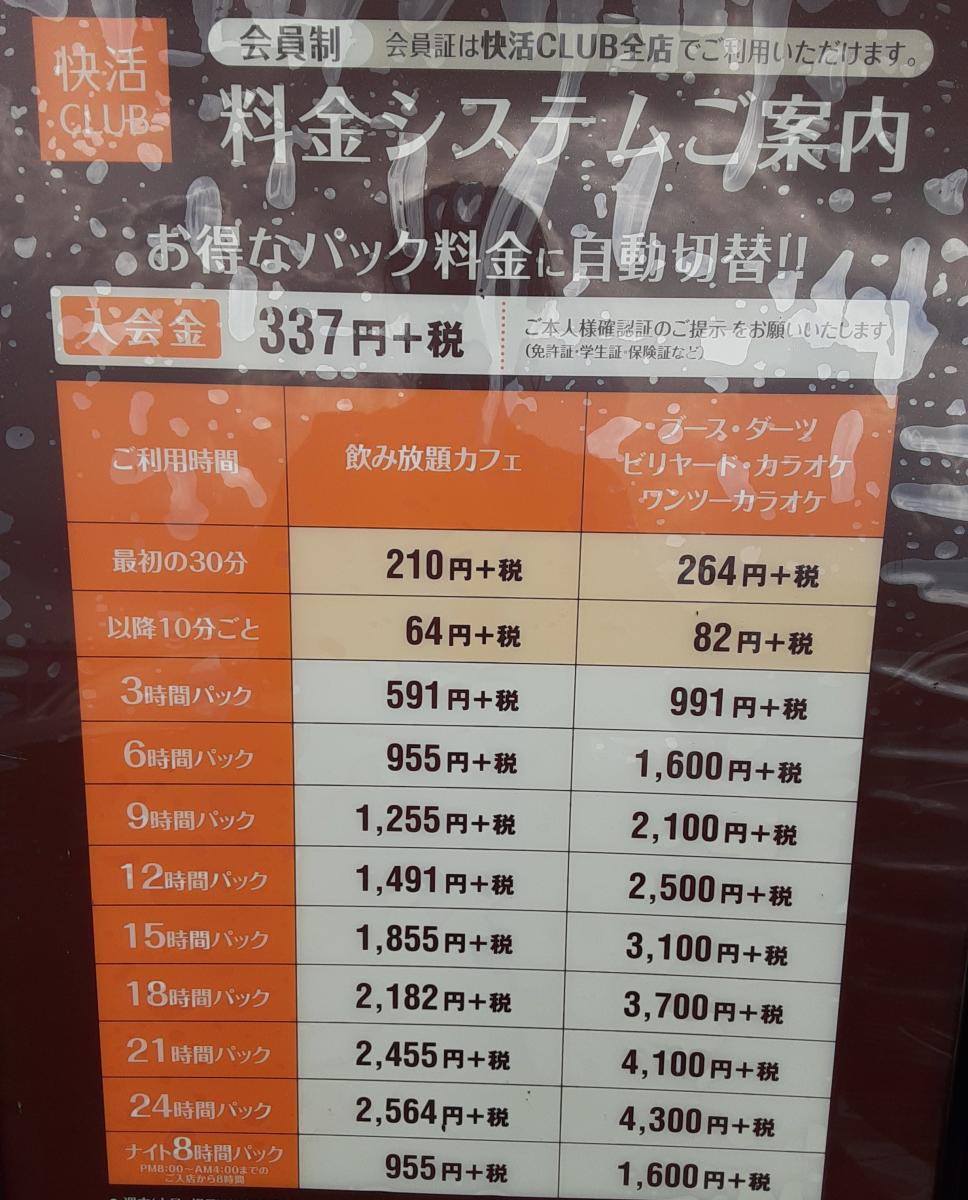 快活
CLUB
会員制 会員証は快活CLUB全店でご利用いただけます。
料金システムご案内
お得なパック料金に自動切替!!
入会金 337円+税 ご本人様確認証のご提示をお願いいたします
(免許証・学生証・保険証など)
ご利用時間 飲み放題カフェ ブース・ダーツ
ビリヤード・カラオケ
ワンツーカラオケ
最初の30分 210円+税 264円+税
以降10分ごと 64円+税 82円+税
3時間パック 591円+税 991円+税
6時間パック 955円+税 1,600円+税
9時間パック 1,255円+税 2,100円+税
12時間パック 1,491円+税 2,500円+税
15時間パック 1,855円+税 3,100円+税
18時間パック 2,182円+税 3,700円+税
21時間パック 2,455円+税 4,100円+税
24時間パック 2,564円+税 4,300円+税
ナイト8時間パック 955円+税 1,600円+税
PM8:00～AM4:00までの
ご入店から8時間